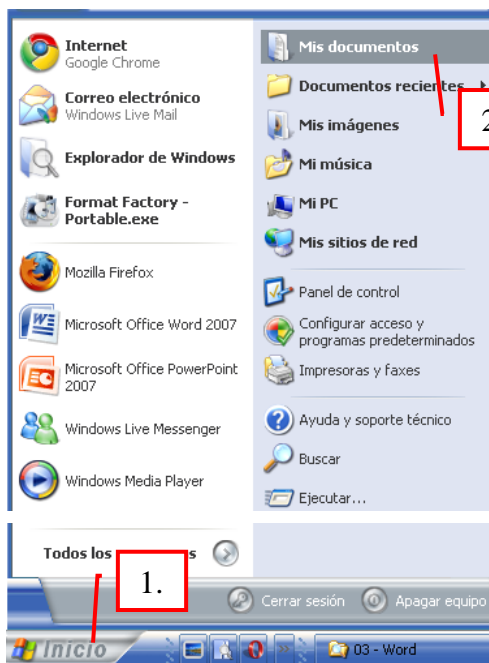 Internet
Google Chrome
Correo electrónico
Windows Live Mail
Explorador de Windows
Format Factory -
Portable.exe
Mozilla Firefox
Microsoft Office Word 2007
Microsoft Office PowerPoint
2007
Windows Live Messenger
Windows Media Player
Mis documentos
Documentos recientes
2
Mis imágenes
Mi música
Mi PC
Mis sitios de red
Panel de control
Configurar acceso y
programas predeterminados
Impresoras y faxes
Ayuda y soporte técnico
Buscar
Ejecutar...
Todos los
1.
Cerrar sesión
Apagar equipo
Inicio
03 - Word